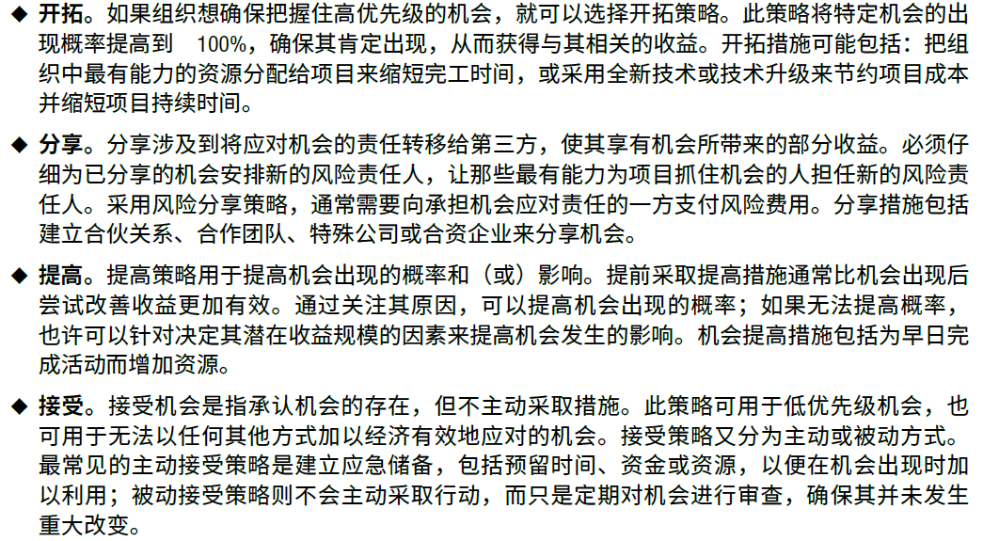 ◆ 开拓。如果组织想确保把握住高优先级的机会，就可以选择开拓策略。此策略将特定机会的出
现概率提高到 100%，确保其肯定出现，从而获得与其相关的收益。开拓措施可能包括：把组
织中最有能力的资源分配给项目来缩短完工时间，或采用全新技术或技术升级来节约项目成本
并缩短项目持续时间。
◆ 分享。分享涉及到将应对机会的责任转移给第三方，使其享有机会所带来的部分收益。必须仔
细为已分享的机会安排新的风险责任人，让那些最有能力为项目抓住机会的人担任新的风险责
任人。采用风险分享策略，通常需要向承担机会应对责任的一方支付风险费用。分享措施包括
建立合伙关系、合作团队、特殊公司或合资企业来分享机会。
◆ 提高。提高策略用于提高机会出现的概率和（或）影响。提前采取提高措施通常比机会出现后
尝试改善收益更加有效。通过关注其原因，可以提高机会出现的概率；如果无法提高概率，
也许可以针对决定其潜在收益规模的因素来提高机会发生的影响。机会提高措施包括为早日完
成活动而增加资源。
◆ 接受。接受机会是指承认机会的存在，但不主动采取措施。此策略可用于低优先级机会，也
可用于无法以任何其他方式加以经济有效地应对的机会。接受策略又分为主动或被动方式。
最常见的主动接受策略是建立应急储备，包括预留时间、资金或资源，以便在机会出现时加
以利用；被动接受策略则不会主动采取行动，而只是定期对机会进行审查，确保其并未发生
重大改变。